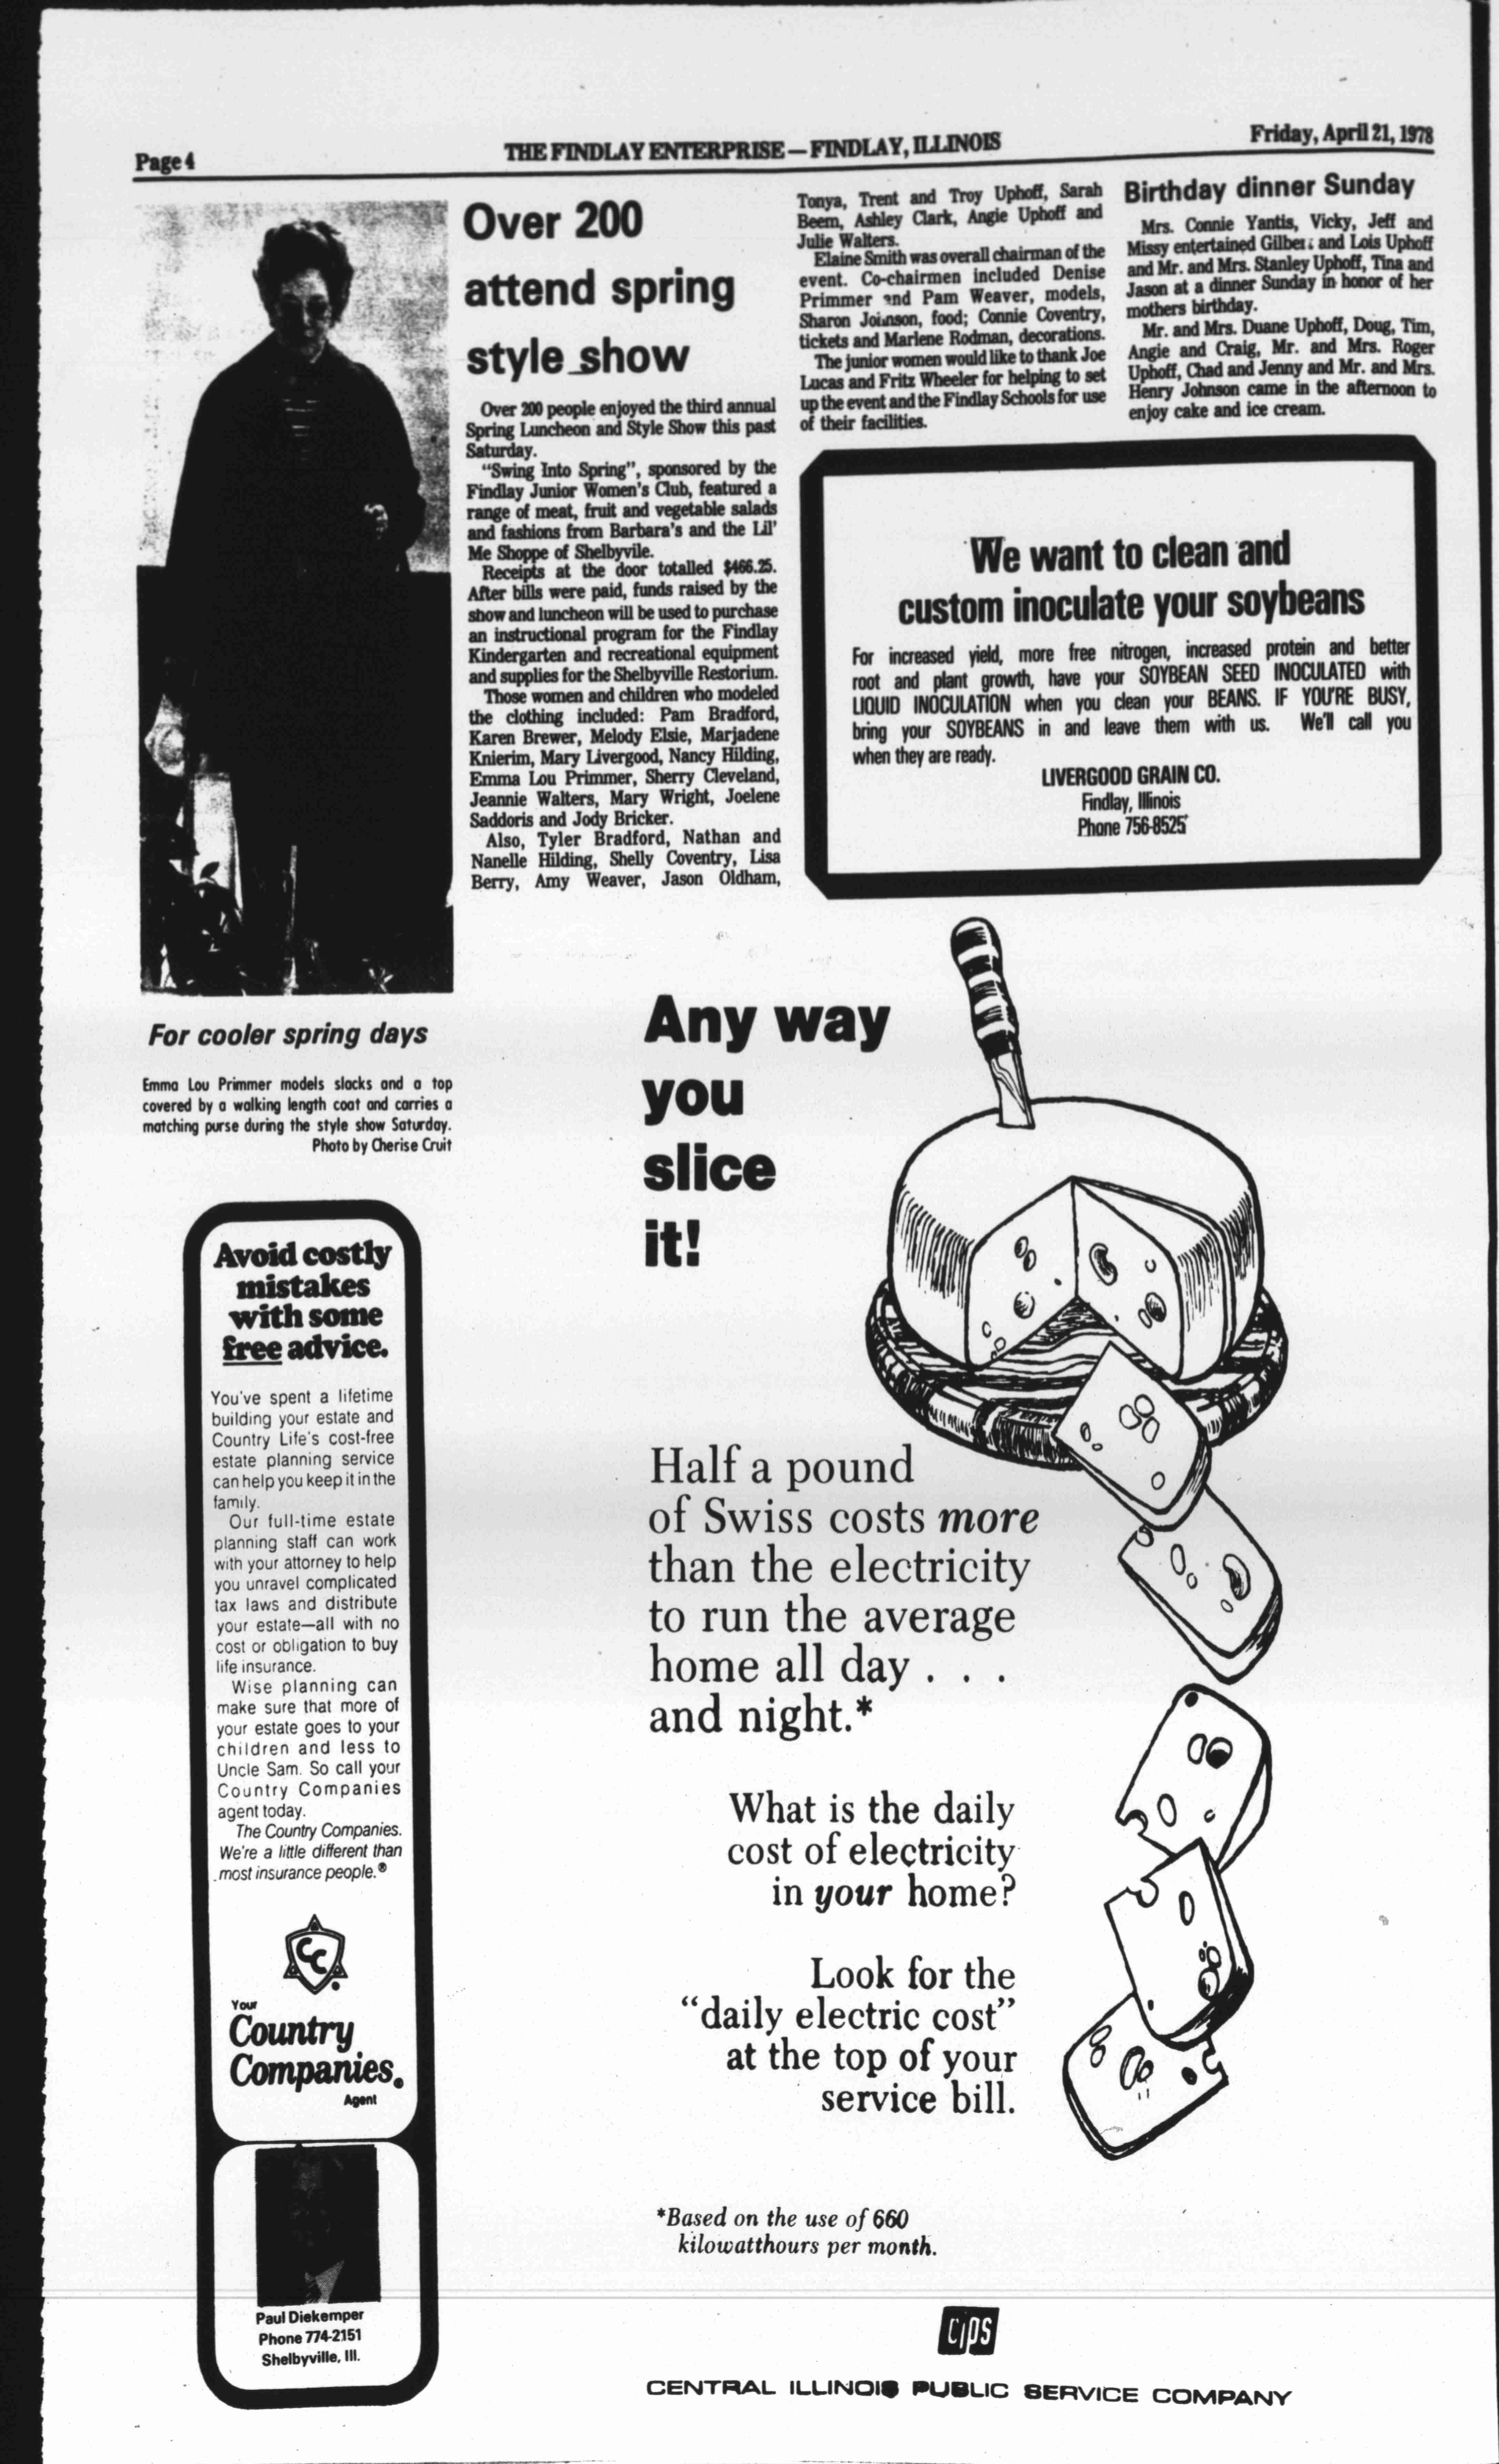 Page 4
THE FINDLAY ENTERPRISE — FINDLAY, ILLINOIS
Friday, April 21, 1978
Over 200
attend spring
style show
Over 200 people enjoyed the third annual
Spring Luncheon and Style Show this past
Saturday.
"Swing Into Spring", sponsored by the
Findlay Junior Women's Club, featured a
range of meat, fruit and vegetable salads
and fashions from Barbara's and the Lil'
Me Shoppe of Shelbyvile.
Receipts at the door totalled $466.25.
After bills were paid, funds raised by the
show and luncheon will be used to purchase
an instructional program for the Findlay
Kindergarten and recreational equipment
and supplies for the Shelbyville Restorium.
Those women and children who modeled
the clothing included: Pam Bradford,
Karen Brewer, Melody Elsie, Marjadene
Knierim, Mary Livergood, Nancy Hilding,
Emma Lou Primmer, Sherry Cleveland,
Jeannie Walters, Mary Wright, Joelene
Saddoris and Jody Bricker.
Also, Tyler Bradford, Nathan and
Nanelle Hilding, Shelly Coventry, Lisa
Berry, Amy Weaver, Jason Oldham,
Tonya, Trent and Troy Uphoff, Sarah
Beem, Ashley Clark, Angie Uphoff and
Julie Walters.
Elaine Smith was overall chairman of the
event. Co-chairmen included Denise
Primmer and Pam Weaver, models,
Sharon Johnson, food; Connie Coventry,
tickets and Marlene Rodman, decorations.
The junior women would like to thank Joe
Lucas and Fritz Wheeler for helping to set
up the event and the Findlay Schools for use
of their facilities.
Birthday dinner Sunday
Mrs. Connie Yantis, Vicky, Jeff and
Missy entertained Gilbert and Lois Uphoff
and Mr. and Mrs. Stanley Uphoff, Tina and
Jason at a dinner Sunday in honor of her
mothers birthday.
Mr. and Mrs. Duane Uphoff, Doug, Tim,
Angie and Craig, Mr. and Mrs. Roger
Uphoff, Chad and Jenny and Mr. and Mrs.
Henry Johnson came in the afternoon to
enjoy cake and ice cream.
We want to clean and
custom inoculate your soybeans
For increased yield, more free nitrogen, increased protein and better
root and plant growth, have your SOYBEAN SEED INOCULATED with
LIQUID INOCULATION when you clean your BEANS. IF YOU'RE BUSY,
bring your SOYBEANS in and leave them with us. We'll call you
when they are ready.
LIVERGOOD GRAIN CO.
Findlay, Illinois
Phone 756-8525
For cooler spring days
Emma Lou Primmer models slacks and a top
covered by a walking length coat and carries a
matching purse during the style show Saturday.
Photo by Cherise Cruit
Avoid costly
mistakes
with some
free advice.
You've spent a lifetime
building your estate and
Country Life's cost-free
estate planning service
can help you keep it in the
family.
Our full-time estate
planning staff can work
with your attorney to help
you unravel complicated
tax laws and distribute
your estate—all with no
cost or obligation to buy
life insurance.
Wise planning can
make sure that more of
your estate goes to your
children and less to
Uncle Sam. So call your
Country Companies
agent today.
The Country Companies.
We're a little different than
most insurance people.®
CC
Your
Country
Companies.
Agent
Paul Diekemper
Phone 774-2151
Shelbyville, Ill.
Any way
you
slice
it!
Half a pound
of Swiss costs more
than the electricity
to run the average
home all day . . .
and night.*
What is the daily
cost of electricity
in your home?
Look for the
"daily electric cost"
at the top of your
service bill.
*Based on the use of 660
kilowatthours per month.
CIPS
CENTRAL ILLINOIS PUBLIC SERVICE COMPANY